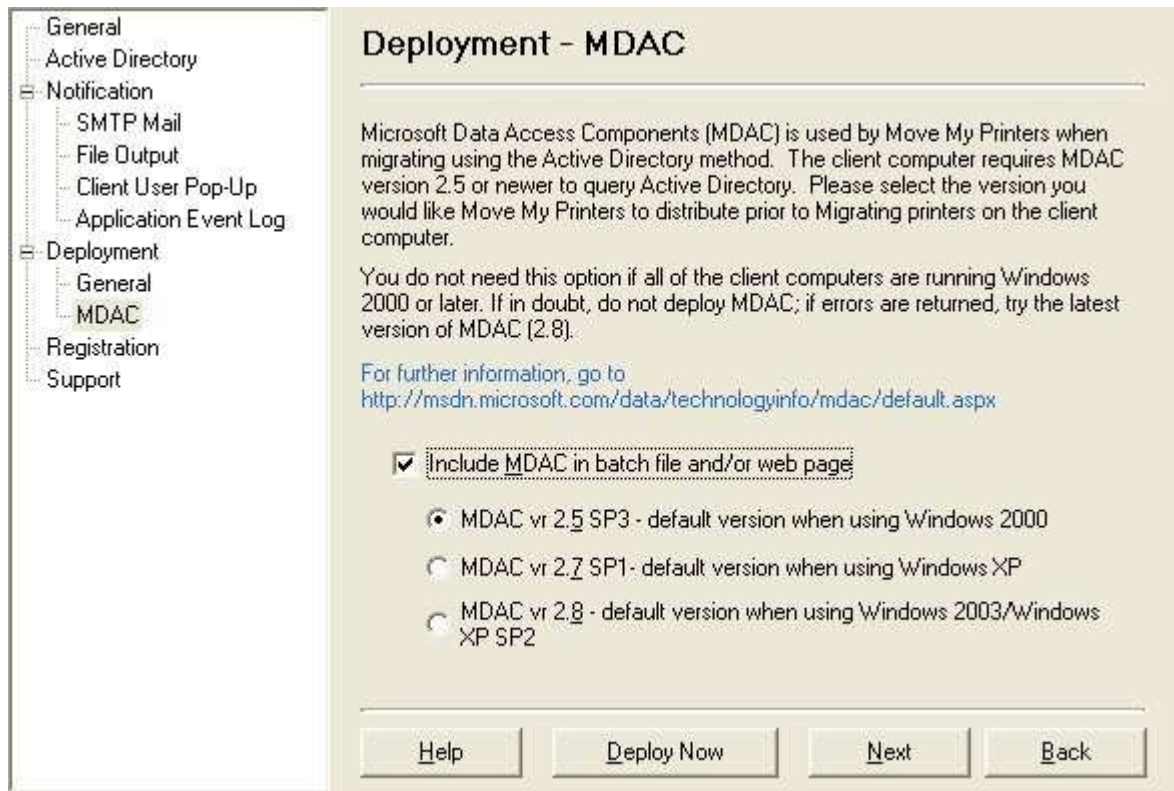 General
Active Directory
Notification
SMTP Mail
File Output
Client User Pop-Up
Application Event Log
Deployment
General
MDAC
Registration
Support
Deployment - MDAC
Microsoft Data Access Components (MDAC) is used by Move My Printers when
migrating using the Active Directory method. The client computer requires MDAC
version 2.5 or newer to query Active Directory. Please select the version you
would like Move My Printers to distribute prior to Migrating printers on the client
computer.
You do not need this option if all of the client computers are running Windows
2000 or later. If in doubt, do not deploy MDAC; if errors are returned, try the latest
version of MDAC (2.8).
For further information, go to
http://msdn.microsoft.com/data/technologyinfo/mdac/default.aspx
Include MDAC in batch file and/or web page
MDAC vr 2.5 SP3 - default version when using Windows 2000
MDAC vr 2.7 SP1- default version when using Windows XP
MDAC vr 2.8 - default version when using Windows 2003/Windows
XP SP2
Help
Deploy Now
Next
Back